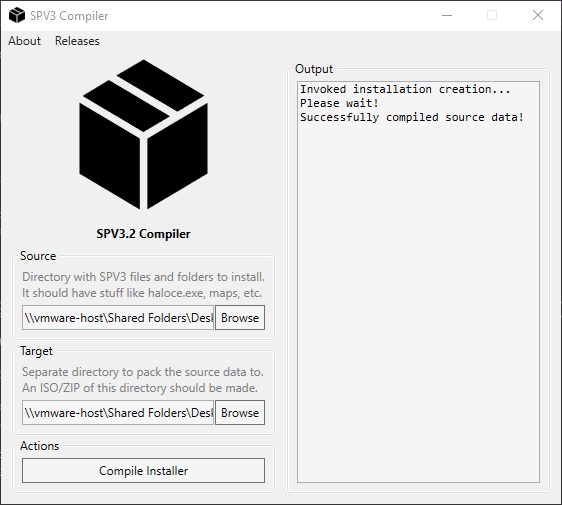 SPV3 Compiler
About Releases
SPV3.2 Compiler
Source
Directory with SPV3 files and folders to install.
It should have stuff like haloce.exe, maps, etc.
\\vmware-host\Shared Folders\Desk Browse
Target
Separate directory to pack the source data to.
An ISO/ZIP of this directory should be made.
\\vmware-host\Shared Folders\Desk Browse
Actions
Compile Installer
Output
Invoked installation creation...
Please wait!
Successfully compiled source data!